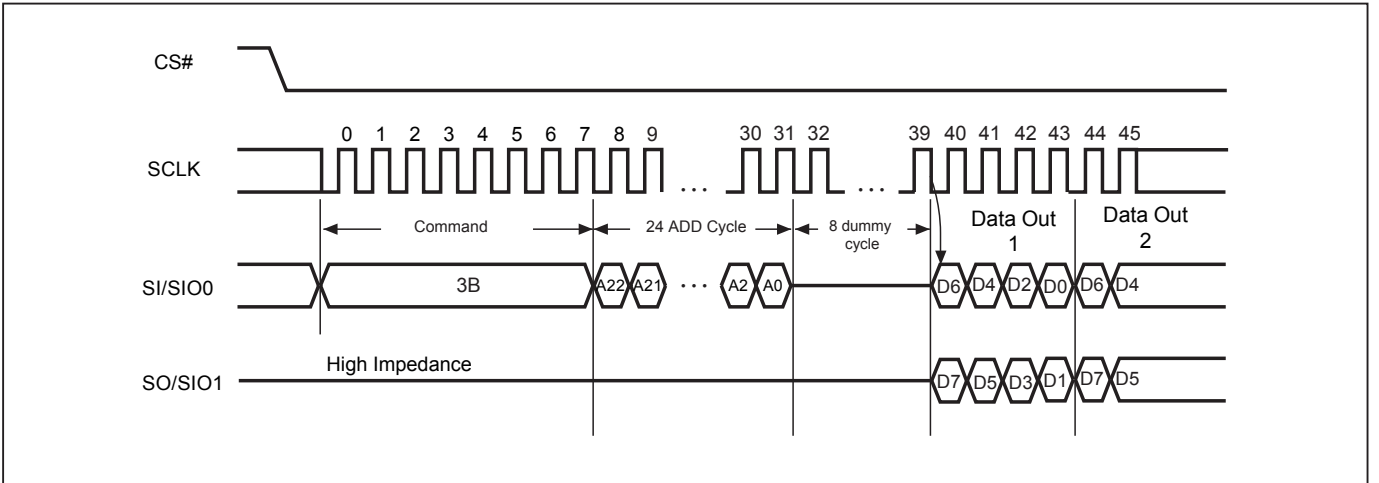 CS#
0 1 2 3 4 5 6 7 8 9 30 31 32 39 40 41 42 43 44 45
SCLK
... ...
Command 24 ADD Cycle 8 dummy cycle Data Out 1 Data Out 2
SI/SIO0 3B A22 A21 ... A2 A0 D6 D4 D2 D0 D6 D4
High Impedance
SO/SIO1 D7 D5 D3 D1 D7 D5